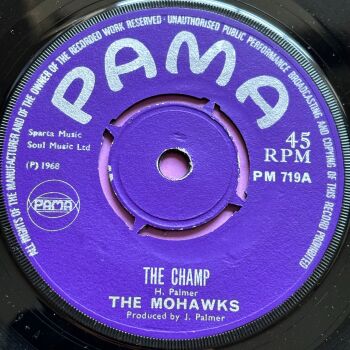 ALL RIGHTS OF THE MANUFACTURER AND OF THE OWNER OF THE RECORDED WORK RESERVED · UNAUTHORISED PUBLIC PERFORMANCE BROADCASTING AND COPYING OF THIS RECORD PROHIBITED
PAMA
Sparta Music
Soul Music Ltd
(P) 1968
45
RPM
PM 719A
PAMA
THE CHAMP
H. Palmer
THE MOHAWKS
Produced by J. Palmer